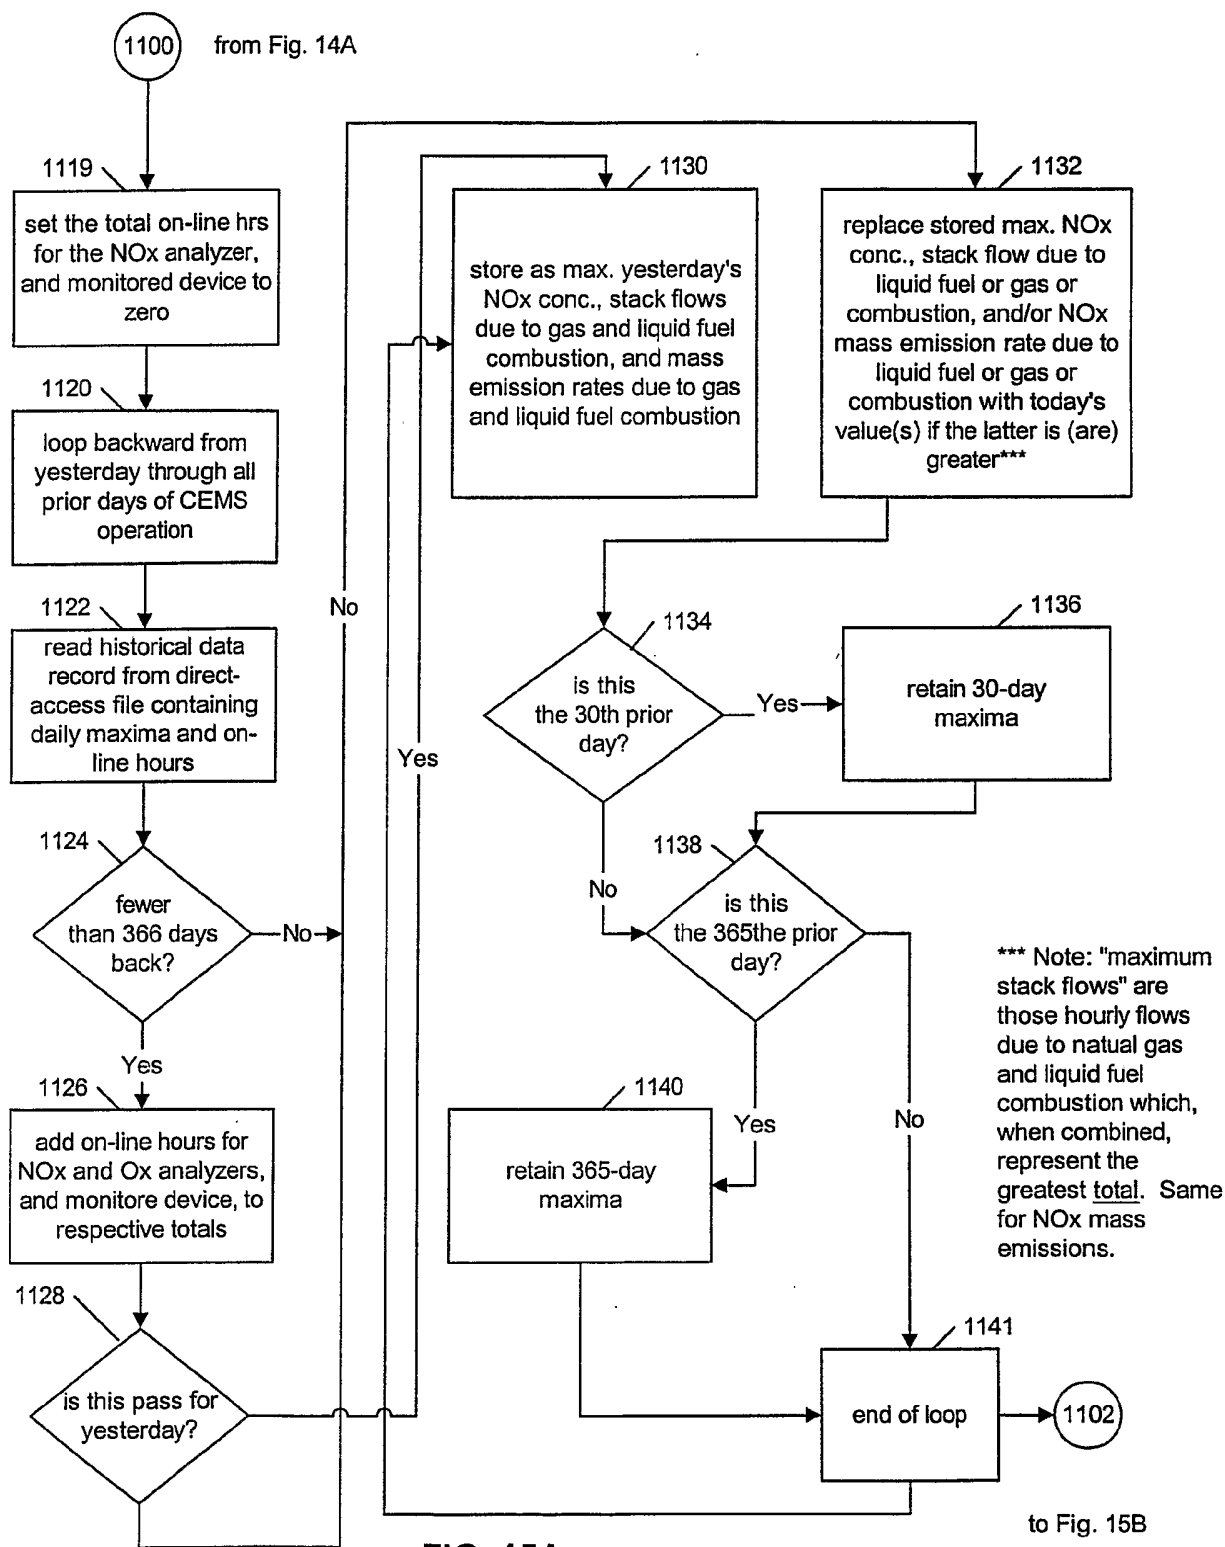 1100
from Fig. 14A
1119
set the total on-line hrs
for the NOx analyzer,
and monitored device to
zero
1120
loop backward from
yesterday through all
prior days of CEMS
operation
1122
read historical data
record from direct-
access file containing
daily maxima and on-
line hours
1124
fewer
than 366 days
back?
No
Yes
1126
add on-line hours for
NOx and Ox analyzers,
and monitore device, to
respective totals
1128
is this pass for
yesterday?
No
Yes
1130
store as max. yesterday's
NOx conc., stack flows
due to gas and liquid fuel
combustion, and mass
emission rates due to gas
and liquid fuel combustion
1132
replace stored max. NOx
conc., stack flow due to
liquid fuel or gas or
combustion, and/or NOx
mass emission rate due to
liquid fuel or gas or
combustion with today's
value(s) if the latter is (are)
greater***
1134
is this
the 30th prior
day?
Yes
No
1136
retain 30-day
maxima
1138
is this
the 365the prior
day?
Yes
No
1140
retain 365-day
maxima
*** Note: "maximum
stack flows" are
those hourly flows
due to natual gas
and liquid fuel
combustion which,
when combined,
represent the
greatest total. Same
for NOx mass
emissions.
1141
end of loop
1102
to Fig. 15B
FIG. 15A